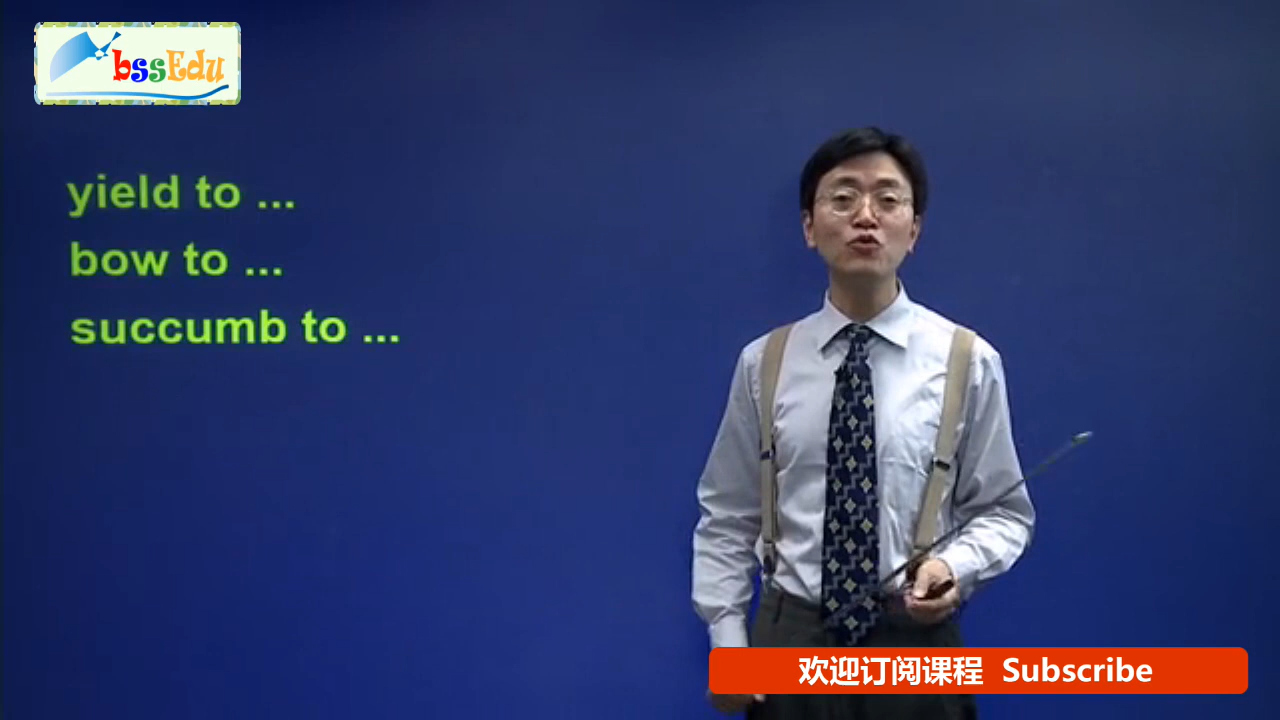 bssEdu
yield to ...
bow to ...
succumb to ...
欢迎订阅课程 Subscribe